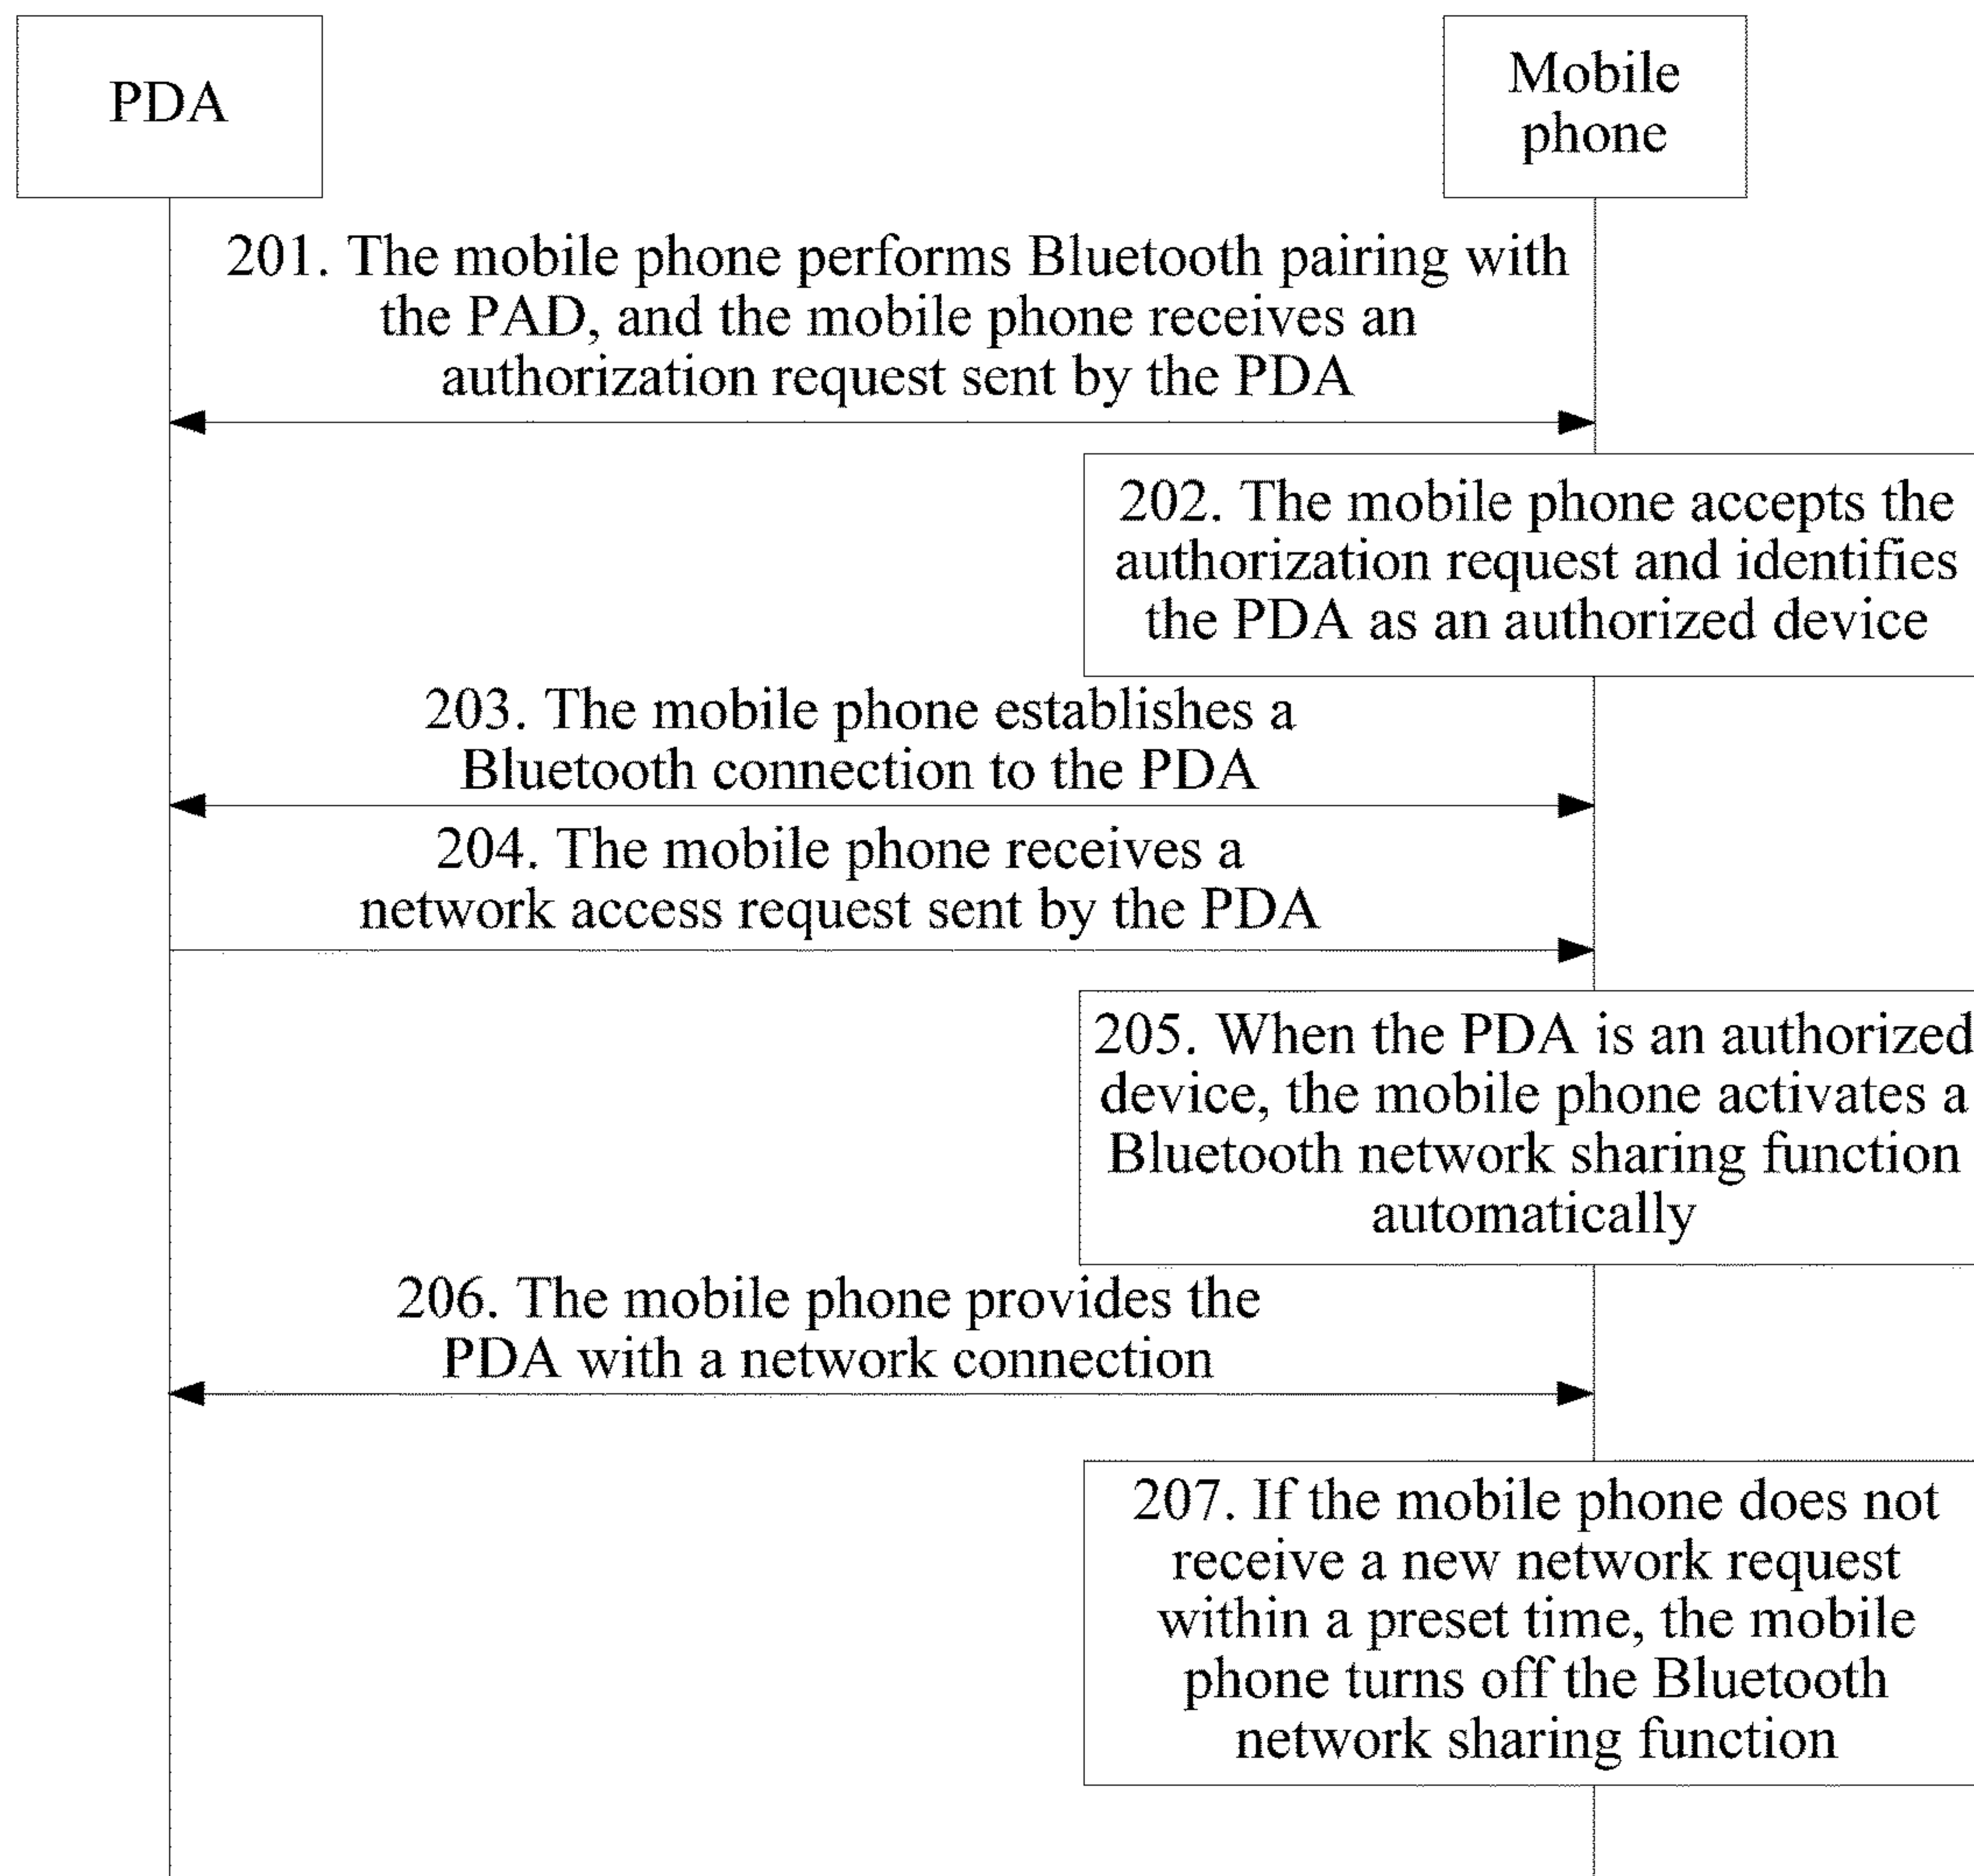 PDA
Mobile
phone
201. The mobile phone performs Bluetooth pairing with
the PAD, and the mobile phone receives an
authorization request sent by the PDA
202. The mobile phone accepts the
authorization request and identifies
the PDA as an authorized device
203. The mobile phone establishes a
Bluetooth connection to the PDA
204. The mobile phone receives a
network access request sent by the PDA
205. When the PDA is an authorized
device, the mobile phone activates a
Bluetooth network sharing function
automatically
206. The mobile phone provides the
PDA with a network connection
207. If the mobile phone does not
receive a new network request
within a preset time, the mobile
phone turns off the Bluetooth
network sharing function